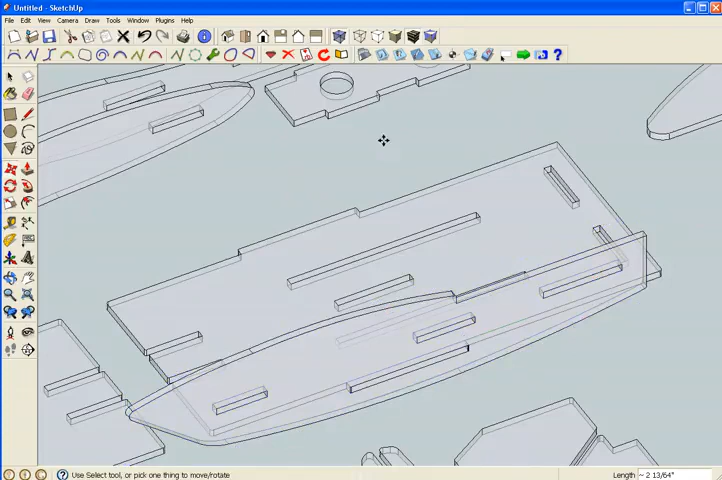 Untitled - SketchUp
File Edit View Camera Draw Tools Window Plugins Help
Use Select tool, or pick one thing to move/rotate
Length ~ 2 13/64"